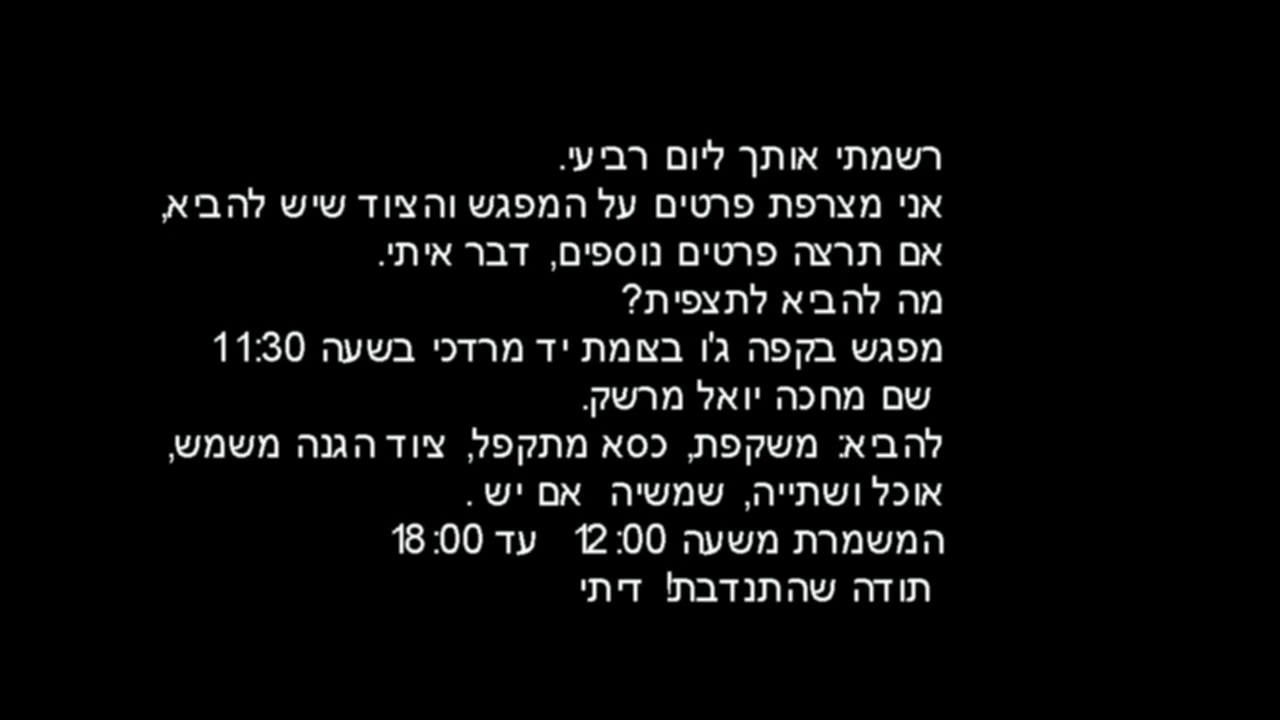 רשמתי אותך ליום רביעי.
אני מצרפת פרטים על המפגש והציוד שיש להביא,
אם תרצה פרטים נוספים, דבר איתי.
מה להביא לתצפית?
מפגש בקפה ג'ו בצומת יד מרדכי בשעה 11:30
שם מחכה יואל מרשק.
להביא: משקפת, כסא מתקפל, ציוד הגנה משמש,
אוכל ושתייה, שמשיה אם יש .
המשמרת משעה 12:00 עד 18:00
תודה שהתנדבת! דיתי